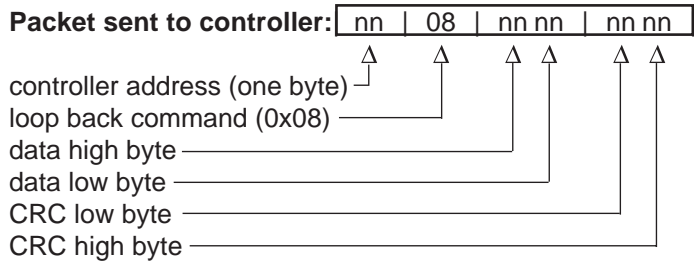 Packet sent to controller: nn | 08 | nn nn | nn nn
controller address (one byte)
loop back command (0x08)
data high byte
data low byte
CRC low byte
CRC high byte